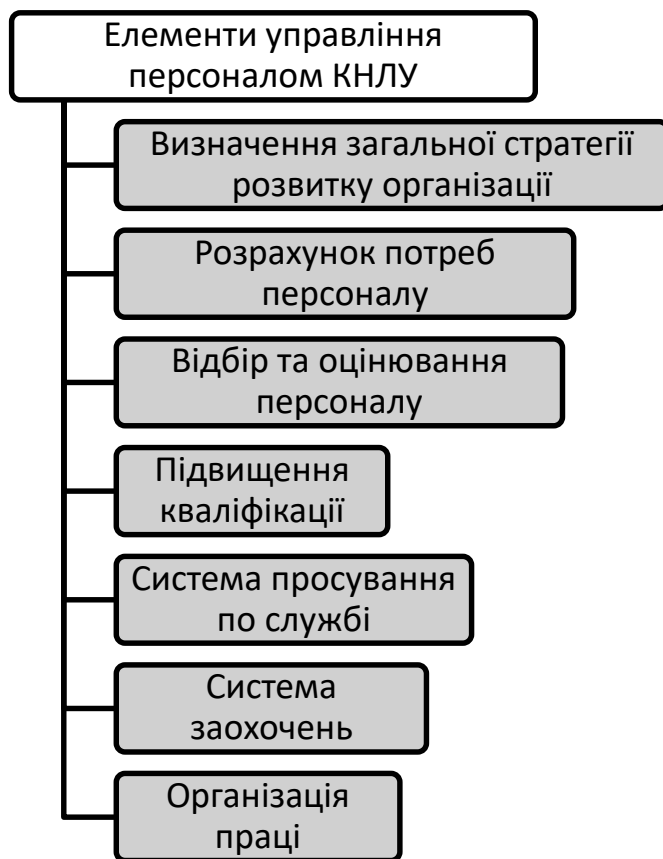 Елементи управління
персоналом КНЛУ
Визначення загальної стратегії
розвитку організації
Розрахунок потреб
персоналу
Відбір та оцінювання
персоналу
Підвищення
кваліфікації
Система просування
по службі
Система
заохочень
Організація
праці